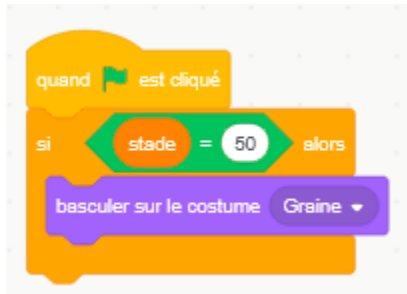 quand est cliqué
si stade = 50 alors
basculer sur le costume Graine